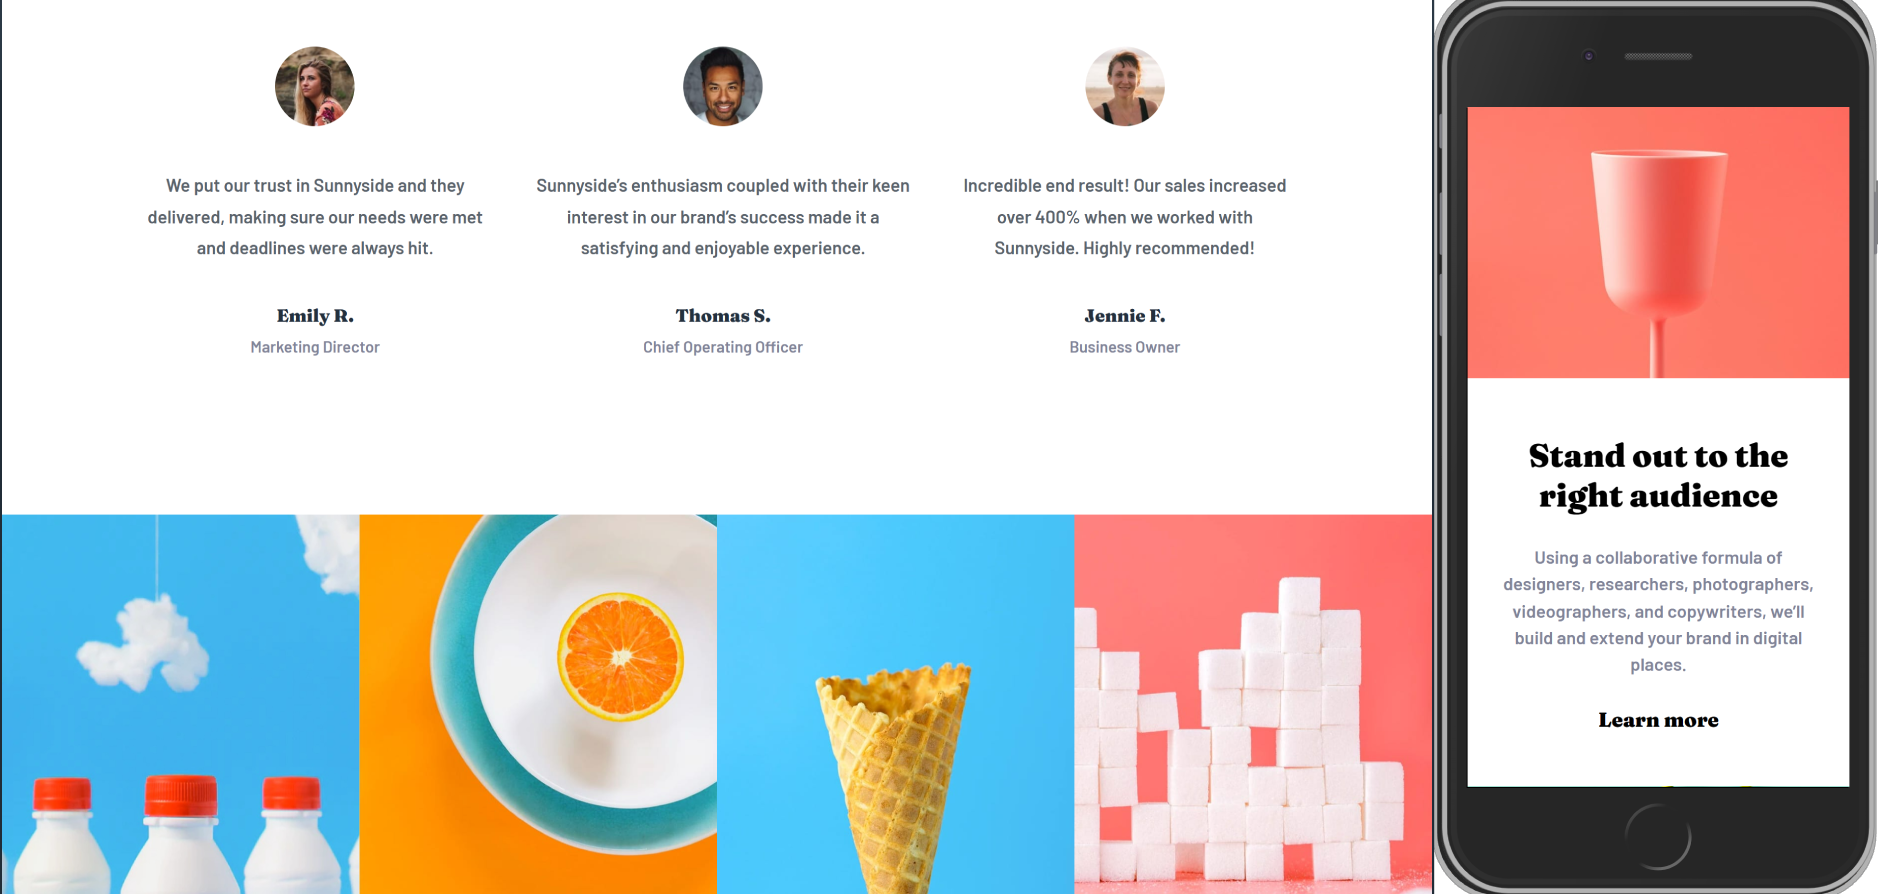 We put our trust in Sunnyside and they
delivered, making sure our needs were met
and deadlines were always hit.
Emily R.
Marketing Director
Sunnyside’s enthusiasm coupled with their keen
interest in our brand’s success made it a
satisfying and enjoyable experience.
Thomas S.
Chief Operating Officer
Incredible end result! Our sales increased
over 400% when we worked with
Sunnyside. Highly recommended!
Jennie F.
Business Owner
Stand out to the
right audience
Using a collaborative formula of
designers, researchers, photographers,
videographers, and copywriters, we’ll
build and extend your brand in digital
places.
Learn more